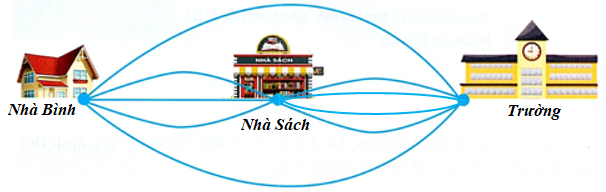 NHÀ SÁCH
Nhà Bình
Nhà Sách
Trường